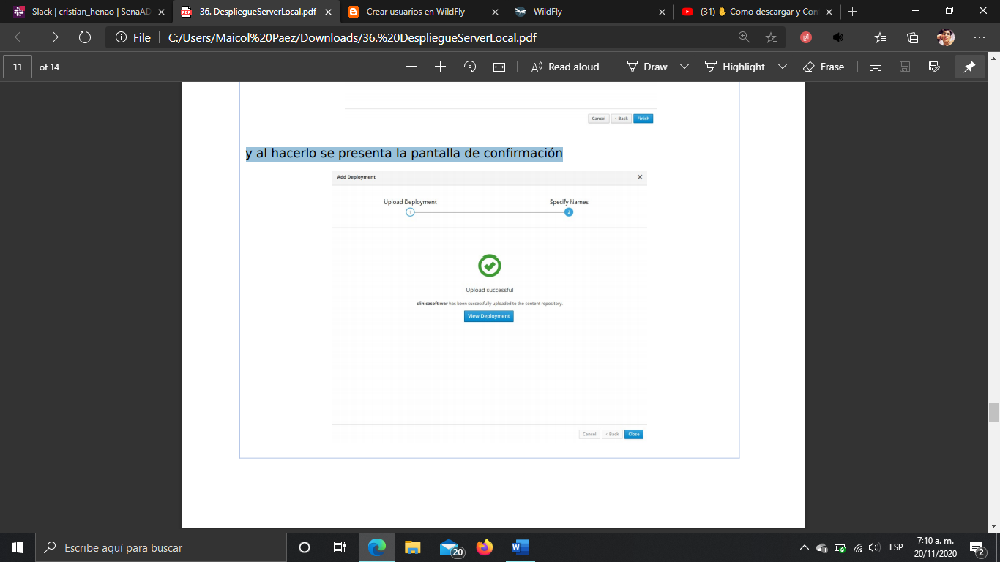 Slack | cristian_henao | SenaAD
36. DespliegueServerLocal.pdf
Crear usuarios en WildFly
WildFly
(31) ✋ Como descargar y Con
File
C:/Users/Maicol%20Paez/Downloads/36.%20DespliegueServerLocal.pdf
11 of 14
Read aloud
Draw
Highlight
Erase
Cancel
‹ Back
Finish
y al hacerlo se presenta la pantalla de confirmación
Add Deployment
Upload Deployment
Specify Names
1
2
Upload successful
clinicasoft.war has been successfully uploaded to the content repository.
View Deployment
Cancel
‹ Back
Close
Escribe aquí para buscar
20
ESP
7:10 a. m.
20/11/2020
2